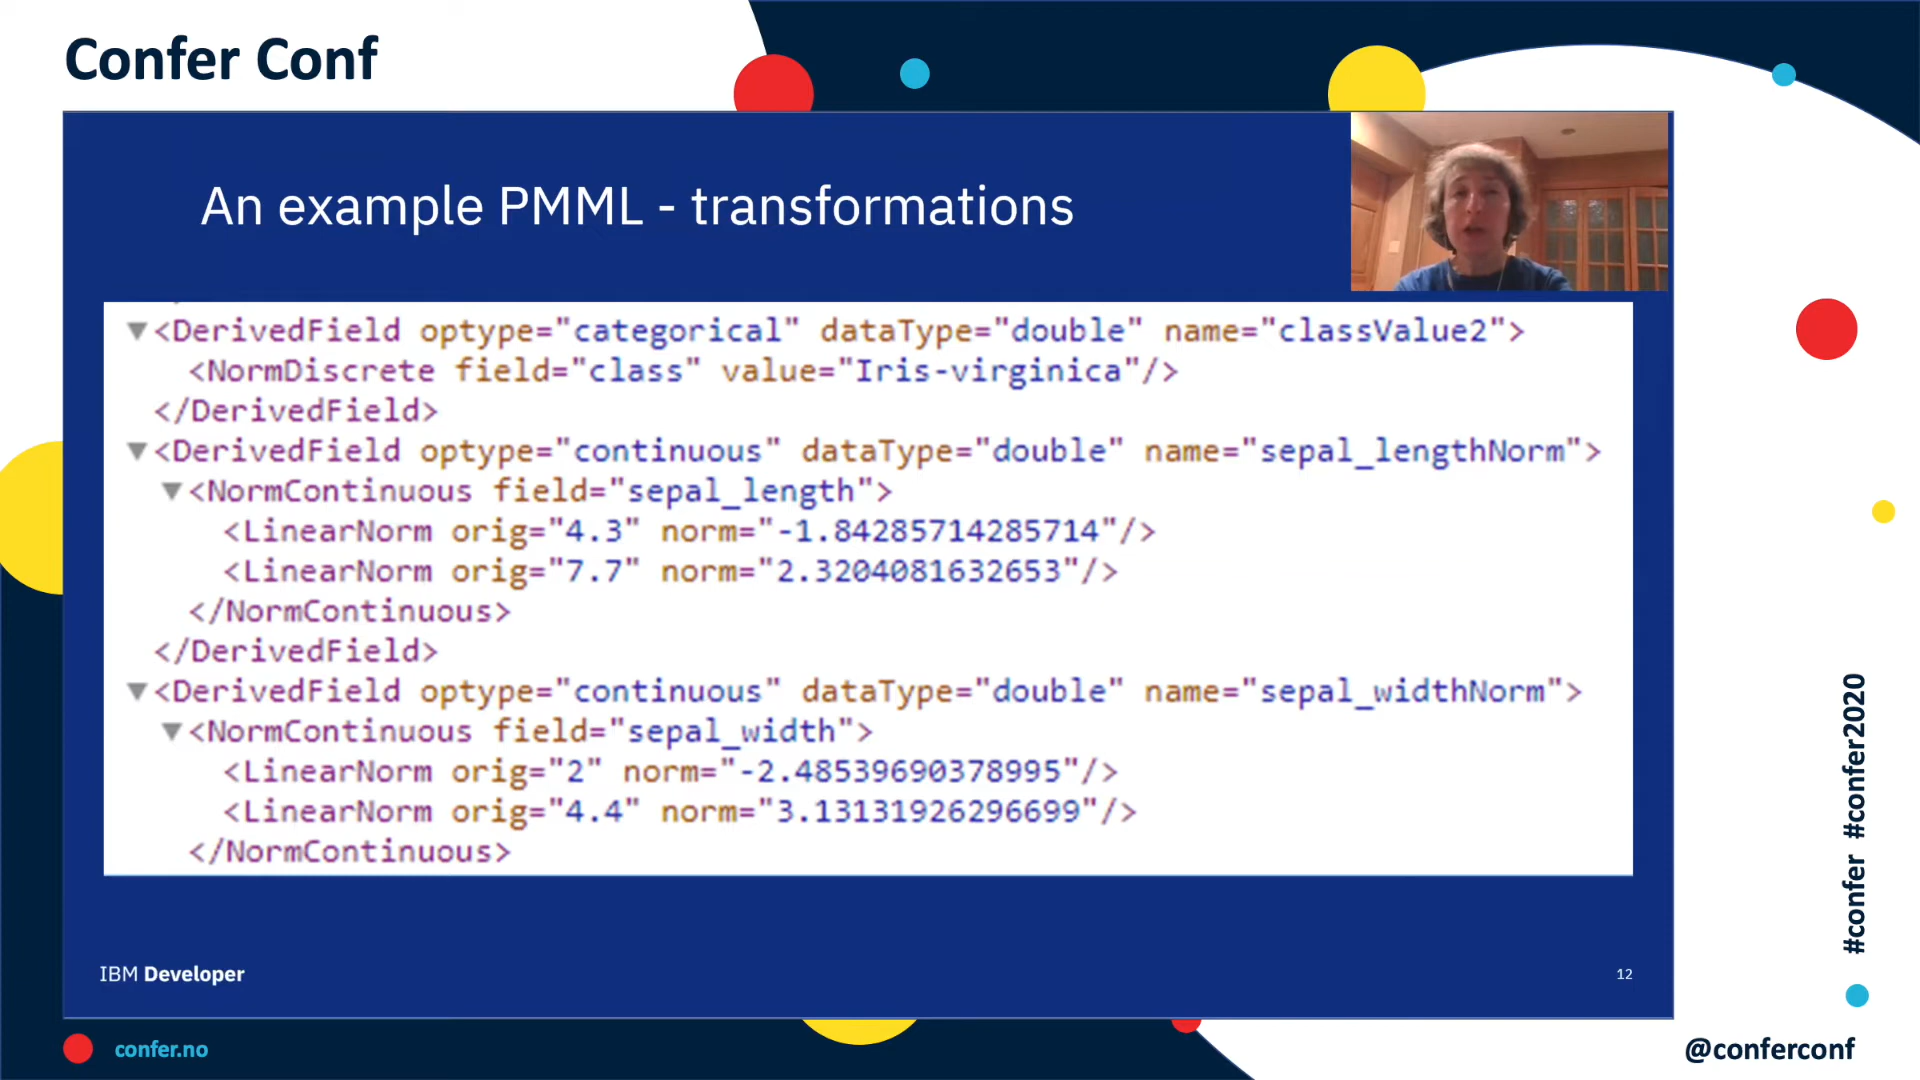 Confer Conf
An example PMML - transformations
<DerivedField optype="categorical" dataType="double" name="classValue2">
<NormDiscrete field="class" value="Iris-virginica"/>
</DerivedField>
<DerivedField optype="continuous" dataType="double" name="sepal_lengthNorm">
<NormContinuous field="sepal_length">
<LinearNorm orig="4.3" norm="-1.84285714285714"/>
<LinearNorm orig="7.7" norm="2.3204081632653"/>
</NormContinuous>
</DerivedField>
<DerivedField optype="continuous" dataType="double" name="sepal_widthNorm">
<NormContinuous field="sepal_width">
<LinearNorm orig="2" norm="-2.48539690378995"/>
<LinearNorm orig="4.4" norm="3.13131926296699"/>
</NormContinuous>
IBM Developer
12
#confer #confer2020
confer.no
@conferconf